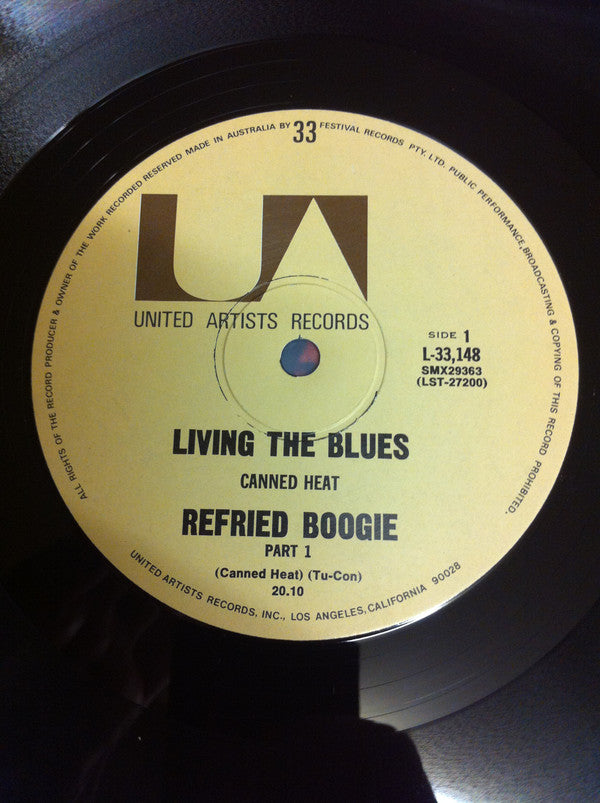 ALL RIGHTS OF THE RECORD PRODUCER & OWNER OF THE WORK RECORDED RESERVED MADE IN AUSTRALIA BY 33 FESTIVAL RECORDS PTY. LTD. PUBLIC PERFORMANCE, BROADCASTING & COPYING OF THIS RECORD PROHIBITED.
UA
UNITED ARTISTS RECORDS
SIDE 1
L-33,148
SMX29363
(LST-27200)
LIVING THE BLUES
CANNED HEAT
REFRIED BOOGIE
PART 1
(Canned Heat) (Tu-Con)
20.10
UNITED ARTISTS RECORDS, INC., LOS ANGELES, CALIFORNIA 90028